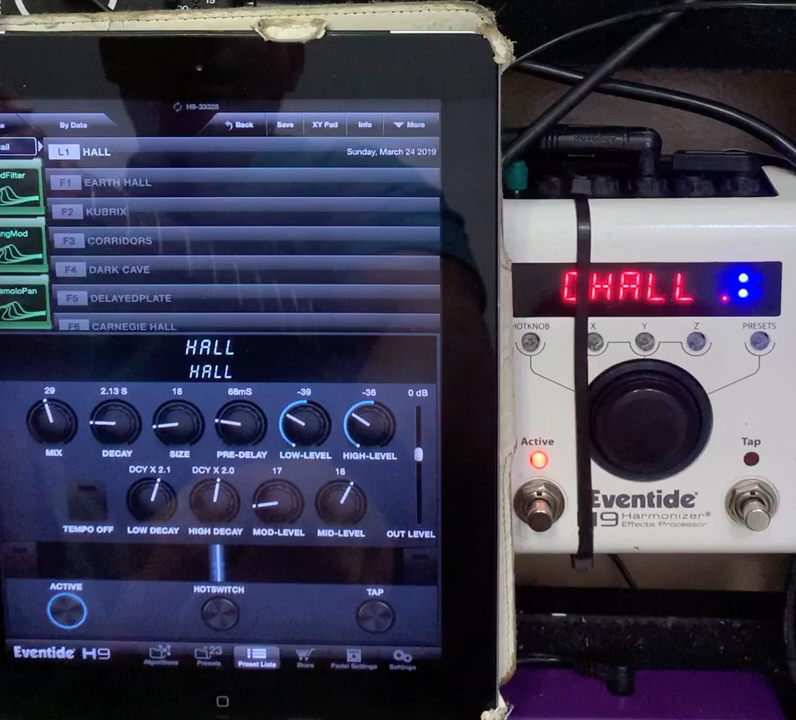 H9-33328
By Date
Back
Save
XY Pad
Info
More
L1 HALL
Sunday, March 24 2019
F1 EARTH HALL
F2 KUBRIX
F3 CORRIDORS
F4 DARK CAVE
F5 DELAYEDPLATE
F6 CARNEGIE HALL
HALL
HALL
29 2.13 S 18 68mS -39 -36 0 dB
MIX DECAY SIZE PRE-DELAY LOW-LEVEL HIGH-LEVEL
DCY X 2.1 DCY X 2.0 17 18
TEMPO OFF LOW DECAY HIGH DECAY MOD-LEVEL MID-LEVEL OUT LEVEL
ACTIVE HOTSWITCH TAP
Eventide H9
Algorithms 123 Presets Preset Lists Store Pedal Settings Settings
HALL
HOTKNOB X Y Z PRESETS
Active Tap
Eventide®
H9 Harmonizer®
Effects Processor